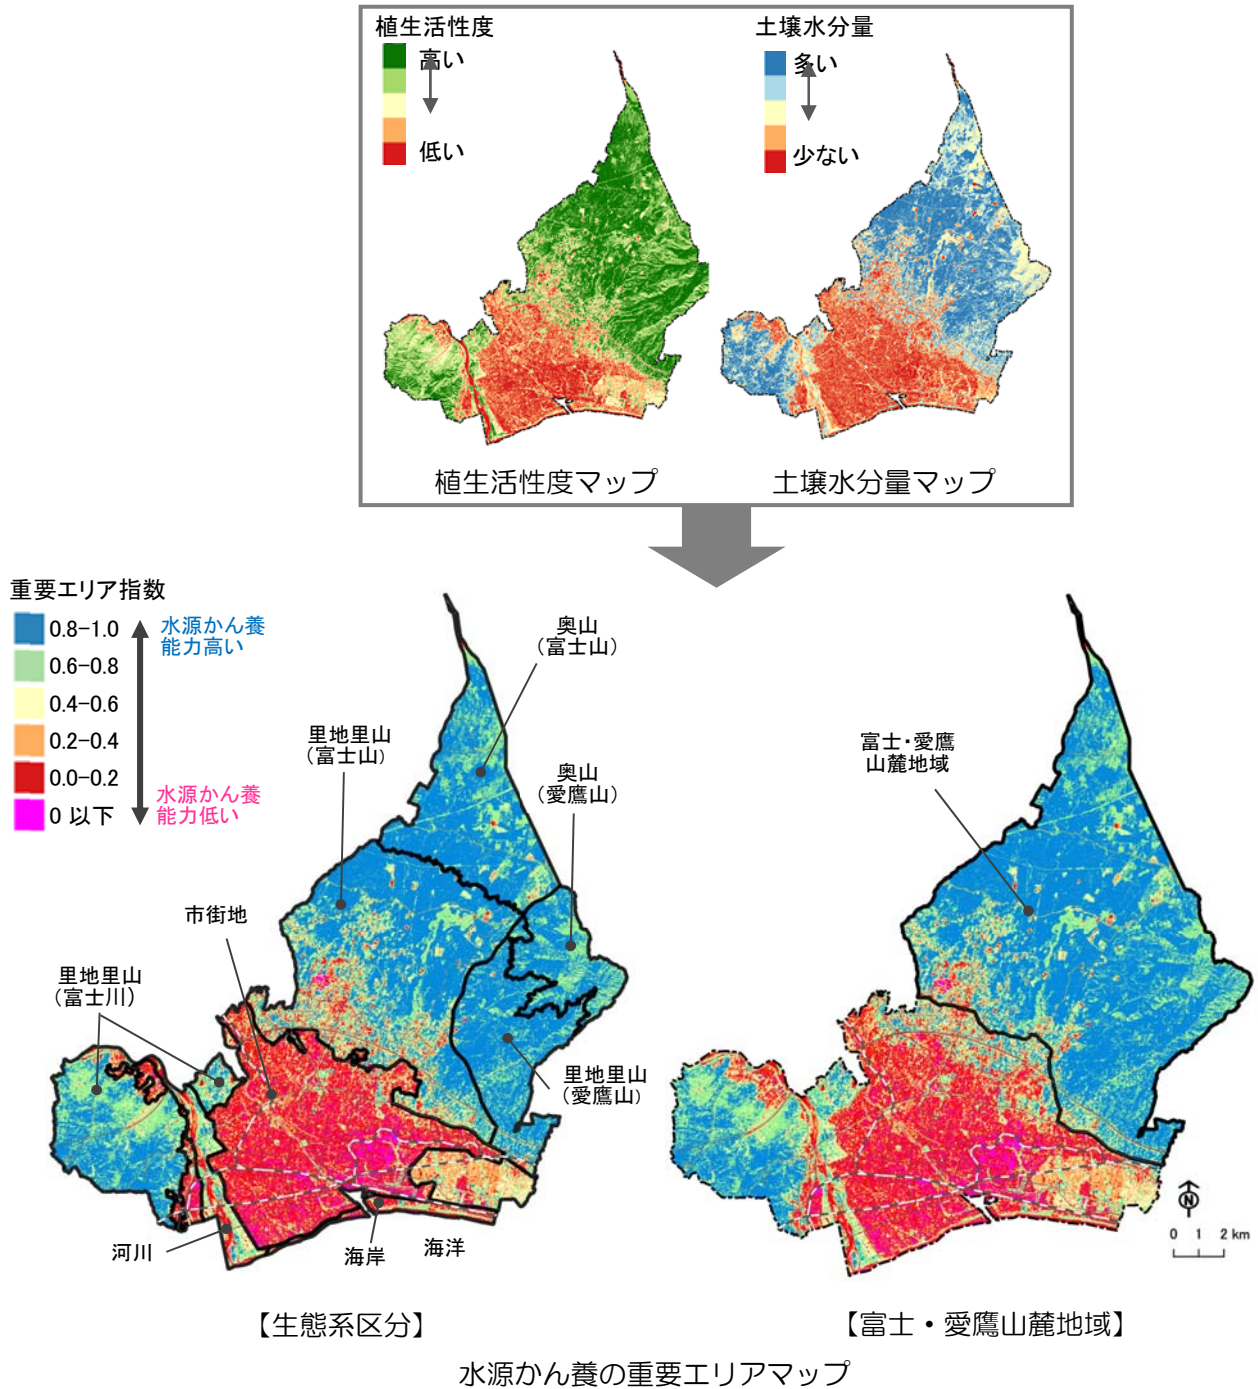 植生活性度
高い
低い
土壌水分量
多い
少ない
植生活性度マップ
土壌水分量マップ
重要エリア指数
0.8-1.0
0.6-0.8
0.4-0.6
0.2-0.4
0.0-0.2
0 以下
水源かん養
能力高い
水源かん養
能力低い
奥山
(富士山)
里地里山
(富士山)
奥山
(愛鷹山)
市街地
里地里山
(富士川)
里地里山
(愛鷹山)
河川
海岸
海洋
富士・愛鷹
山麓地域
N
0 1 2 km
【生態系区分】
【富士・愛鷹山麓地域】
水源かん養の重要エリアマップ